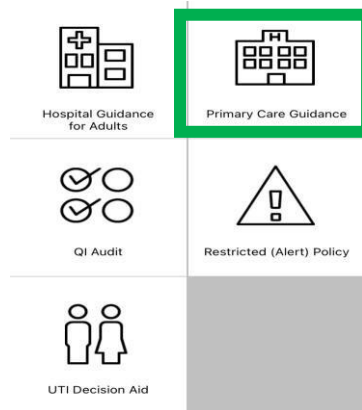 H
Hospital Guidance
for Adults
Primary Care Guidance
QI Audit
Restricted (Alert) Policy
UTI Decision Aid